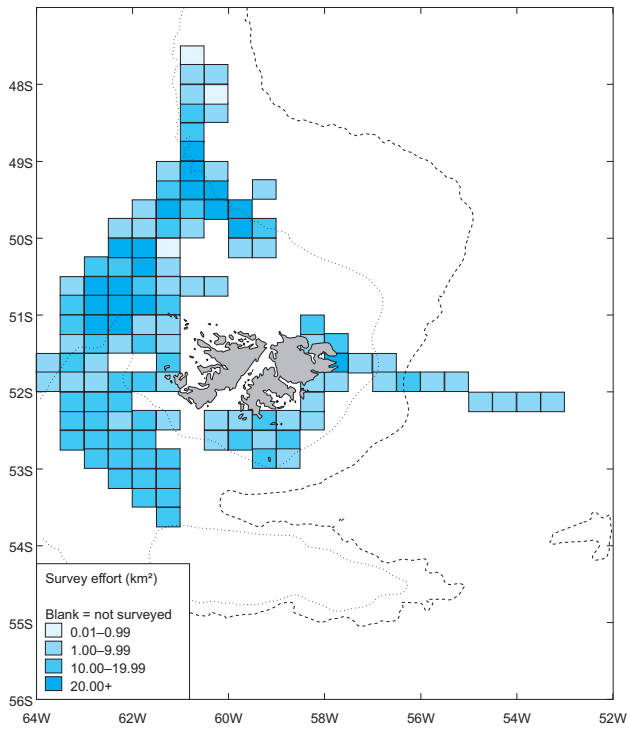 48S
49S
50S
51S
52S
53S
54S
55S
56S
Survey effort (km²)
Blank = not surveyed
0.01–0.99
1.00–9.99
10.00–19.99
20.00+
64W 62W 60W 58W 56W 54W 52W